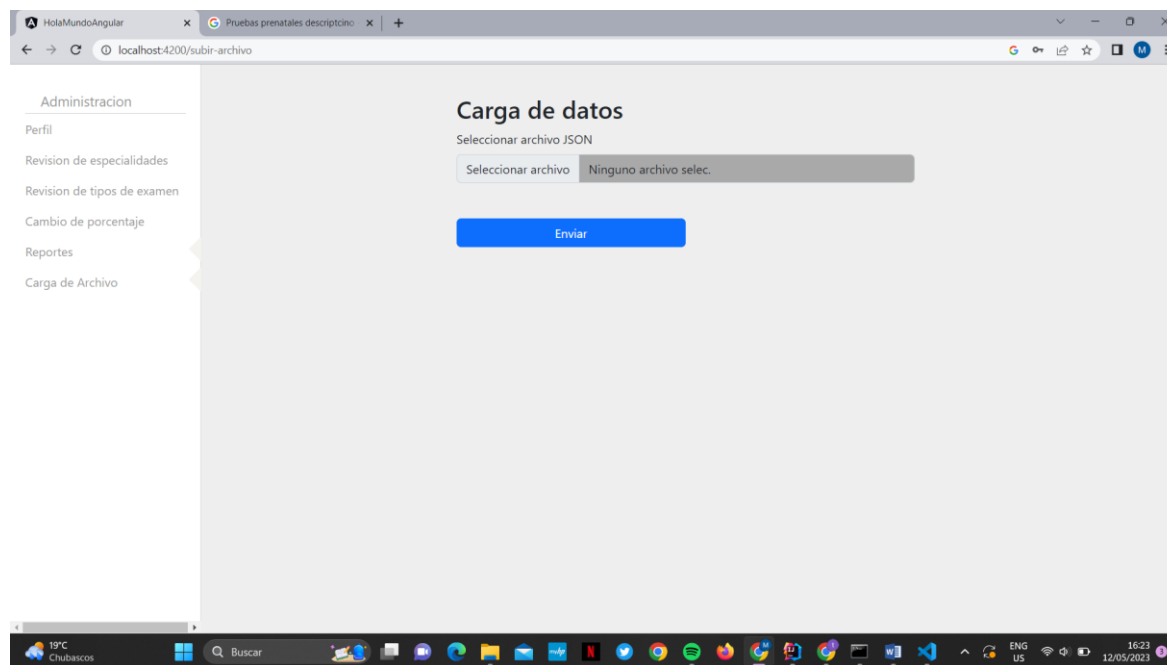 HolaMundoAngular
Pruebas prenatales descriptcino
localhost:4200/subir-archivo
M
Administracion
Perfil
Revision de especialidades
Revision de tipos de examen
Cambio de porcentaje
Reportes
Carga de Archivo
Carga de datos
Seleccionar archivo JSON
Seleccionar archivo Ninguno archivo selec.
Enviar
19°C
Chubascos
Buscar
ENG
US
16:23
12/05/2023
3